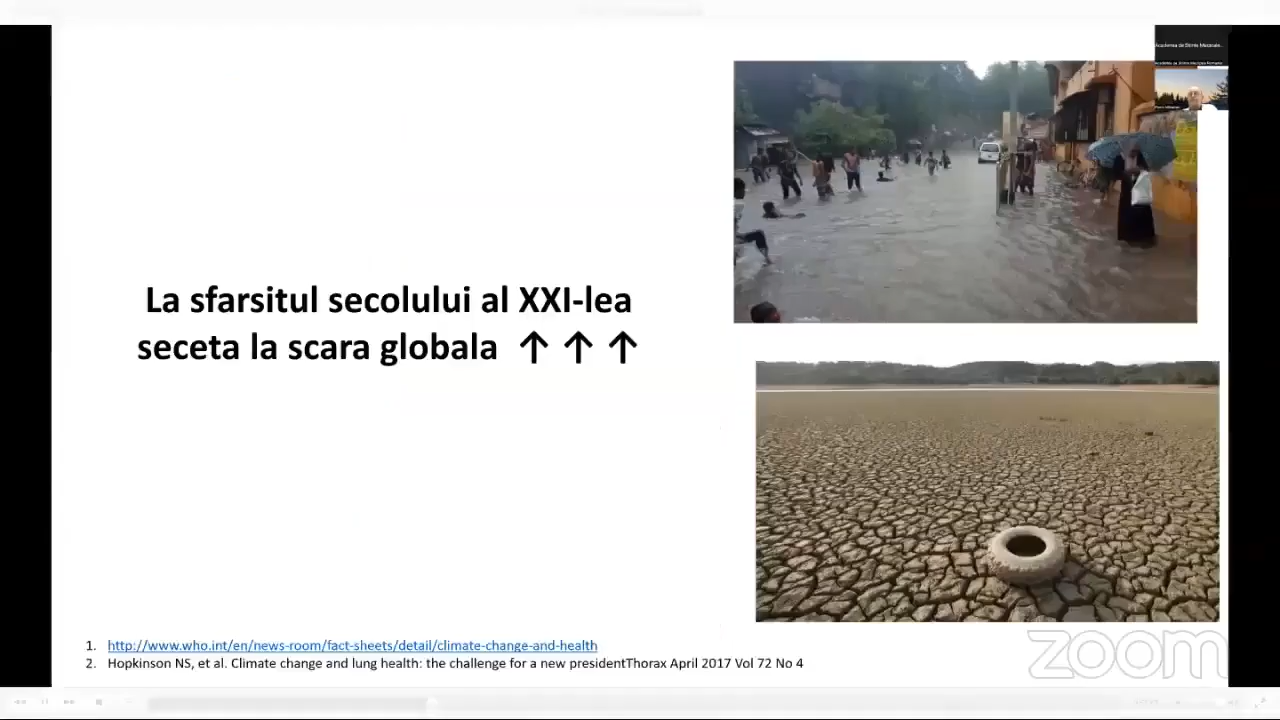 La sfarsitul secolului al XXI-lea
seceta la scara globala ↑ ↑ ↑
1. http://www.who.int/en/news-room/fact-sheets/detail/climate-change-and-health
2. Hopkinson NS, et al. Climate change and lung health: the challenge for a new presidentThorax April 2017 Vol 72 No 4
zoom